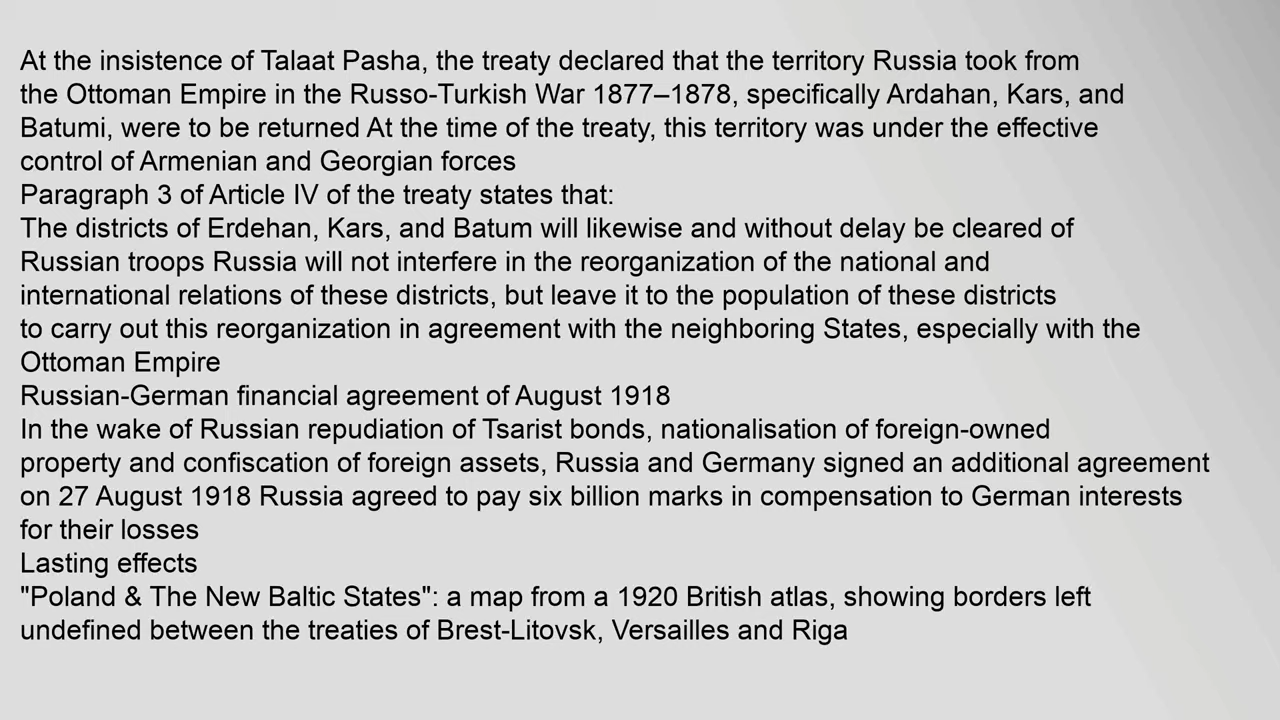 At the insistence of Talaat Pasha, the treaty declared that the territory Russia took from
the Ottoman Empire in the Russo-Turkish War 1877–1878, specifically Ardahan, Kars, and
Batumi, were to be returned At the time of the treaty, this territory was under the effective
control of Armenian and Georgian forces
Paragraph 3 of Article IV of the treaty states that:
The districts of Erdehan, Kars, and Batum will likewise and without delay be cleared of
Russian troops Russia will not interfere in the reorganization of the national and
international relations of these districts, but leave it to the population of these districts
to carry out this reorganization in agreement with the neighboring States, especially with the
Ottoman Empire
Russian-German financial agreement of August 1918
In the wake of Russian repudiation of Tsarist bonds, nationalisation of foreign-owned
property and confiscation of foreign assets, Russia and Germany signed an additional agreement
on 27 August 1918 Russia agreed to pay six billion marks in compensation to German interests
for their losses
Lasting effects
"Poland & The New Baltic States": a map from a 1920 British atlas, showing borders left
undefined between the treaties of Brest-Litovsk, Versailles and Riga